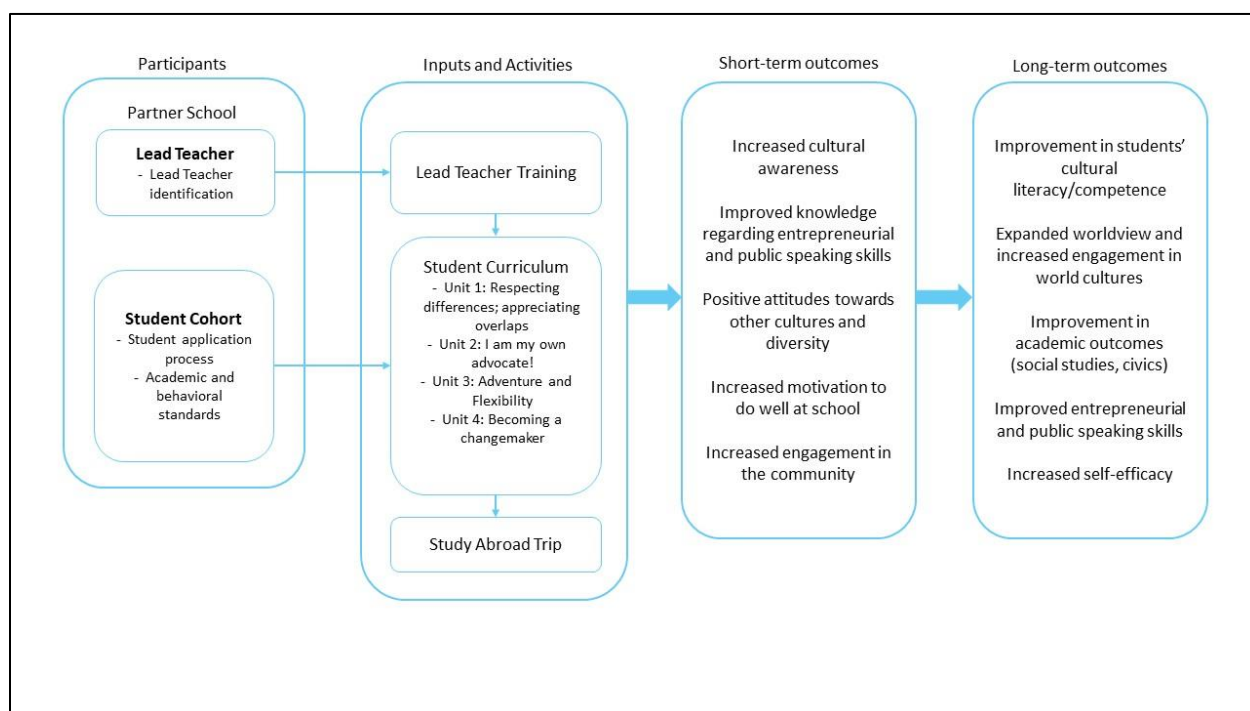 Participants
Partner School
Lead Teacher
- Lead Teacher
identification
Student Cohort
- Student application
process
- Academic and
behavioral
standards
Inputs and Activities
Lead Teacher Training
Student Curriculum
- Unit 1: Respecting
differences; appreciating
overlaps
- Unit 2: I am my own
advocate!
- Unit 3: Adventure and
Flexibility
- Unit 4: Becoming a
changemaker
Study Abroad Trip
Short-term outcomes
Increased cultural
awareness
Improved knowledge
regarding entrepreneurial
and public speaking skills
Positive attitudes towards
other cultures and
diversity
Increased motivation to
do well at school
Increased engagement in
the community
Long-term outcomes
Improvement in students’
cultural
literacy/competence
Expanded worldview and
increased engagement in
world cultures
Improvement in
academic outcomes
(social studies, civics)
Improved entrepreneurial
and public speaking skills
Increased self-efficacy